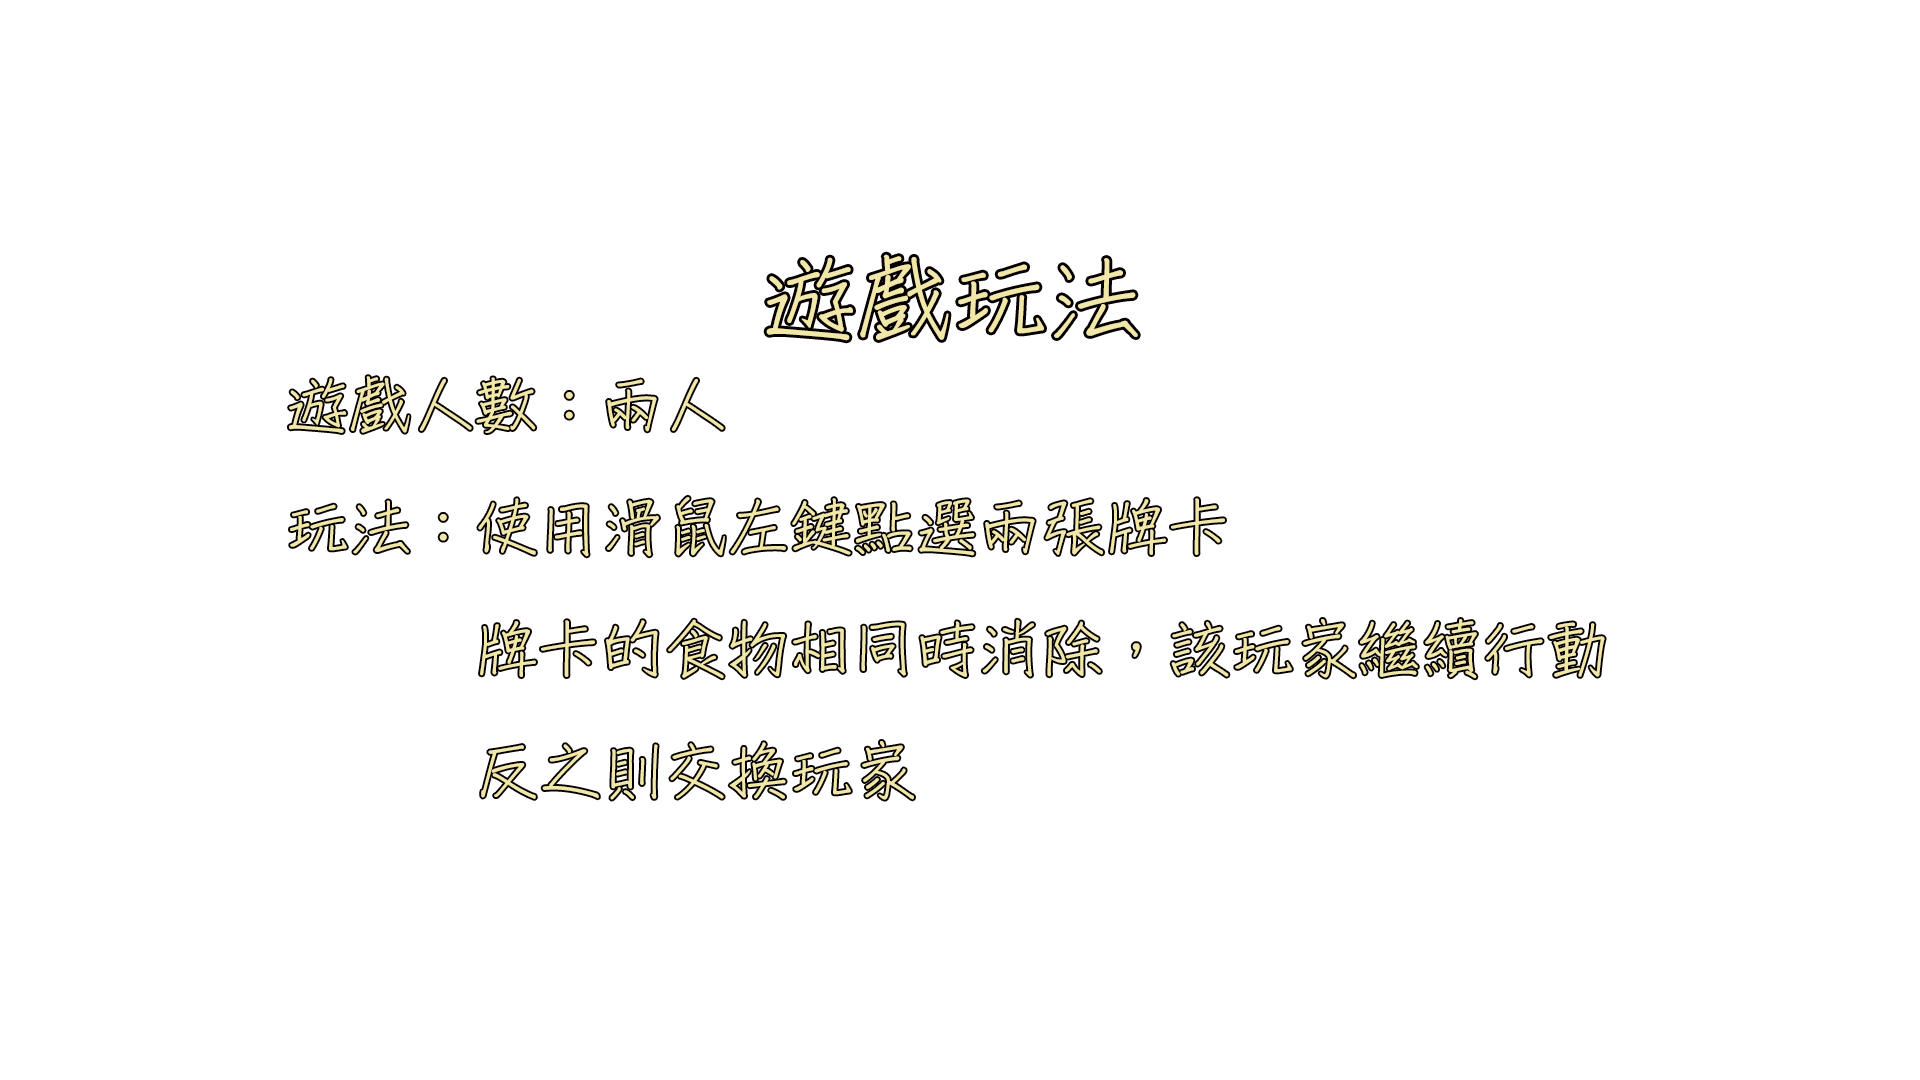 遊戲玩法
遊戲人數：兩人
玩法：使用滑鼠左鍵點選兩張牌卡
牌卡的食物相同時消除，該玩家繼續行動
反之則交換玩家